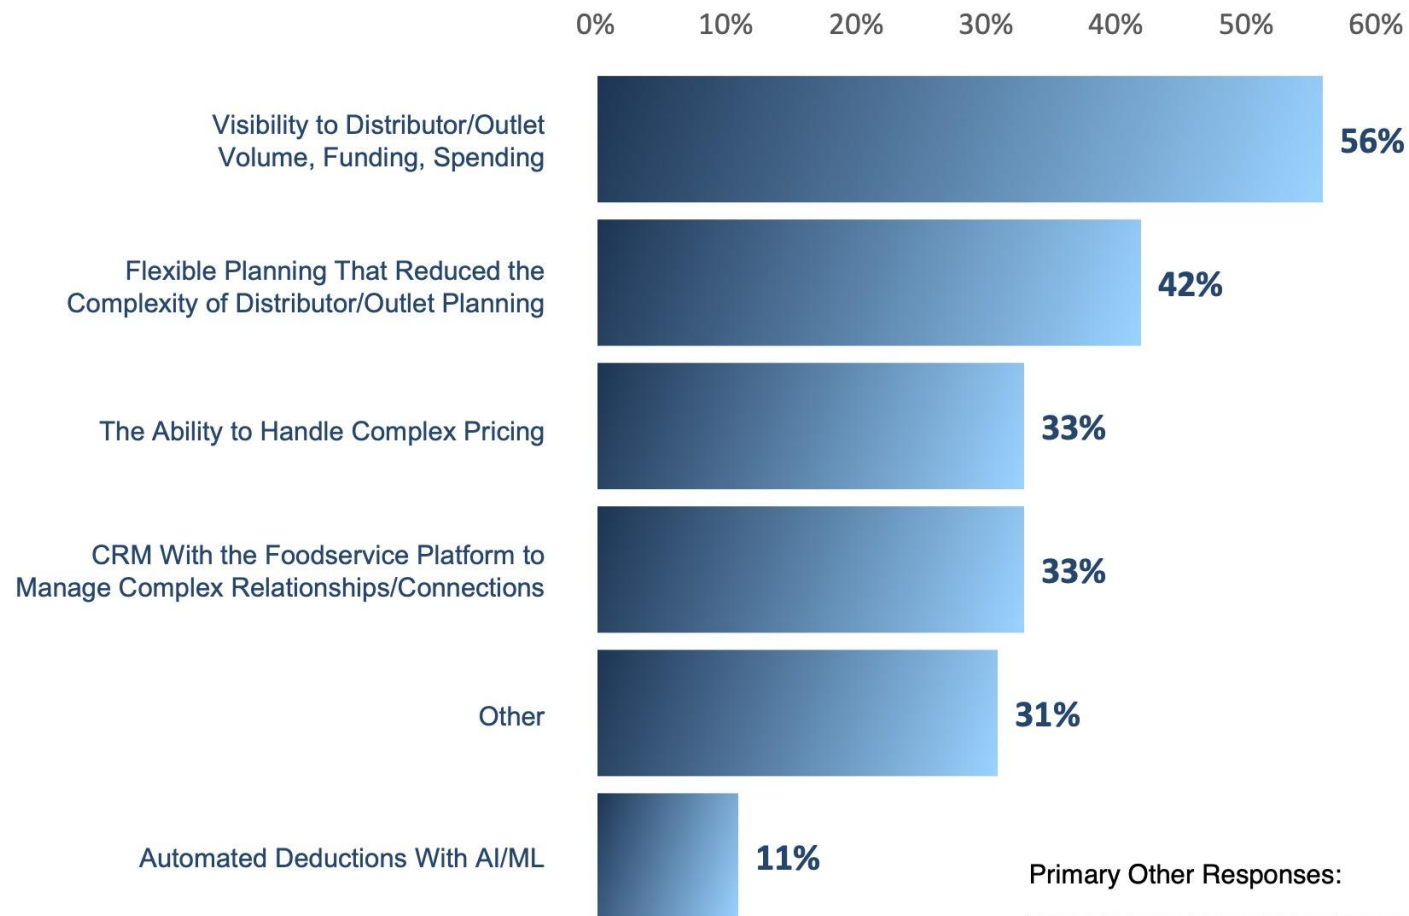 0% 10% 20% 30% 40% 50% 60%
Visibility to Distributor/Outlet
Volume, Funding, Spending
56%
Flexible Planning That Reduced the
Complexity of Distributor/Outlet Planning
42%
The Ability to Handle Complex Pricing
33%
CRM With the Foodservice Platform to
Manage Complex Relationships/Connections
33%
Other
31%
Automated Deductions With AI/ML
11%
Primary Other Responses: